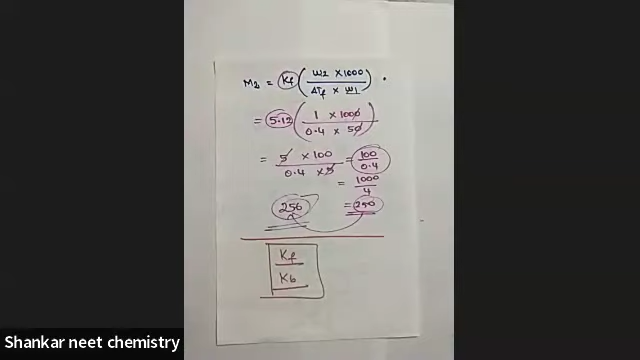 M₂ = Kf ( W2 × 1000 / ΔTf × W1 )
= 5.12 ( 1 × 1000 / 0.4 × 50 )
= 5 × 100 / 0.4 × 5 = 100 / 0.4
= 1000 / 4
256 = 250
Kf
Kb
Shankar neet chemistry